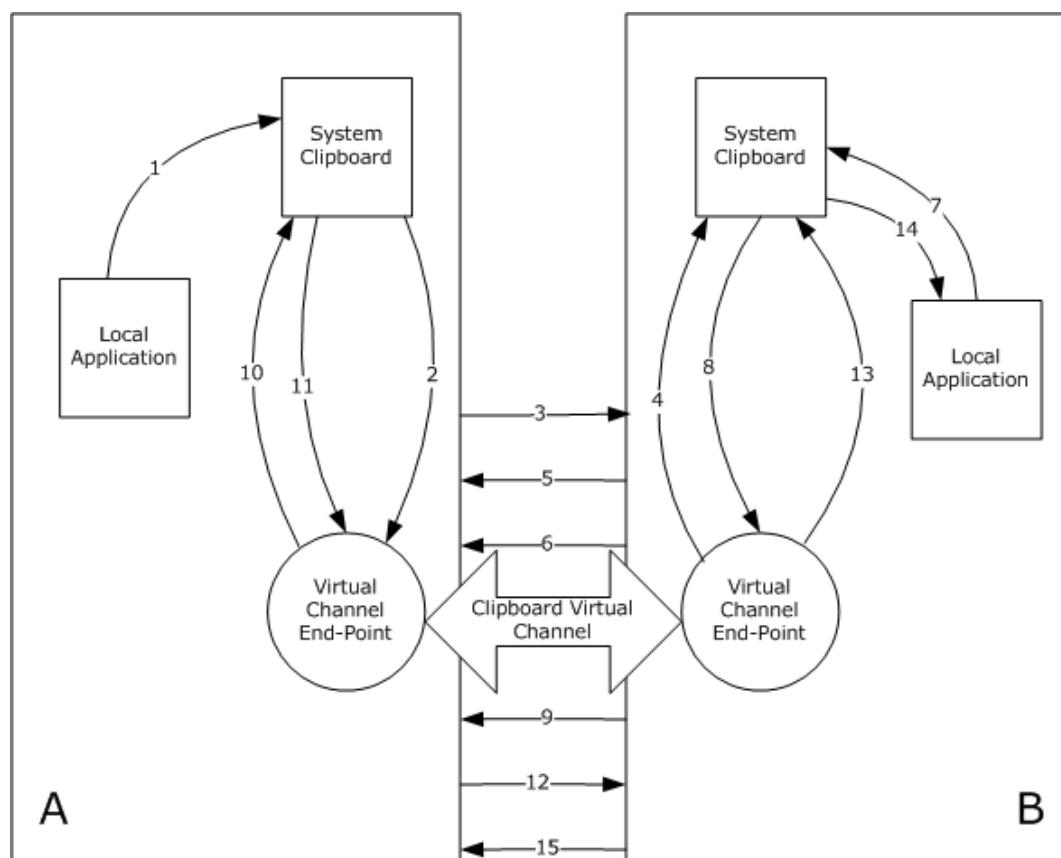 System
Clipboard
1
Local
Application
10
11
2
Virtual
Channel
End-Point
A
3
5
6
Clipboard Virtual
Channel
9
12
15
System
Clipboard
7
14
Local
Application
4
8
13
Virtual
Channel
End-Point
B